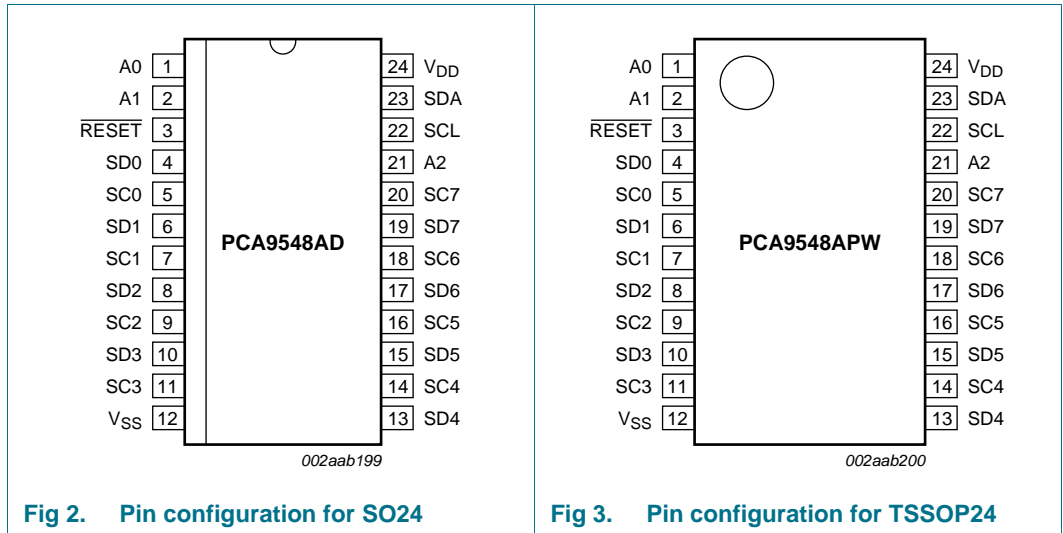 A0 1 24 VDD
A1 2 23 SDA
RESET 3 22 SCL
SD0 4 21 A2
SC0 5 20 SC7
SD1 6 19 SD7
PCA9548AD
SC1 7 18 SC6
SD2 8 17 SD6
SC2 9 16 SC5
SD3 10 15 SD5
SC3 11 14 SC4
VSS 12 13 SD4
002aab199
Fig 2. Pin configuration for SO24
A0 1 24 VDD
A1 2 23 SDA
RESET 3 22 SCL
SD0 4 21 A2
SC0 5 20 SC7
SD1 6 19 SD7
PCA9548APW
SC1 7 18 SC6
SD2 8 17 SD6
SC2 9 16 SC5
SD3 10 15 SD5
SC3 11 14 SC4
VSS 12 13 SD4
002aab200
Fig 3. Pin configuration for TSSOP24